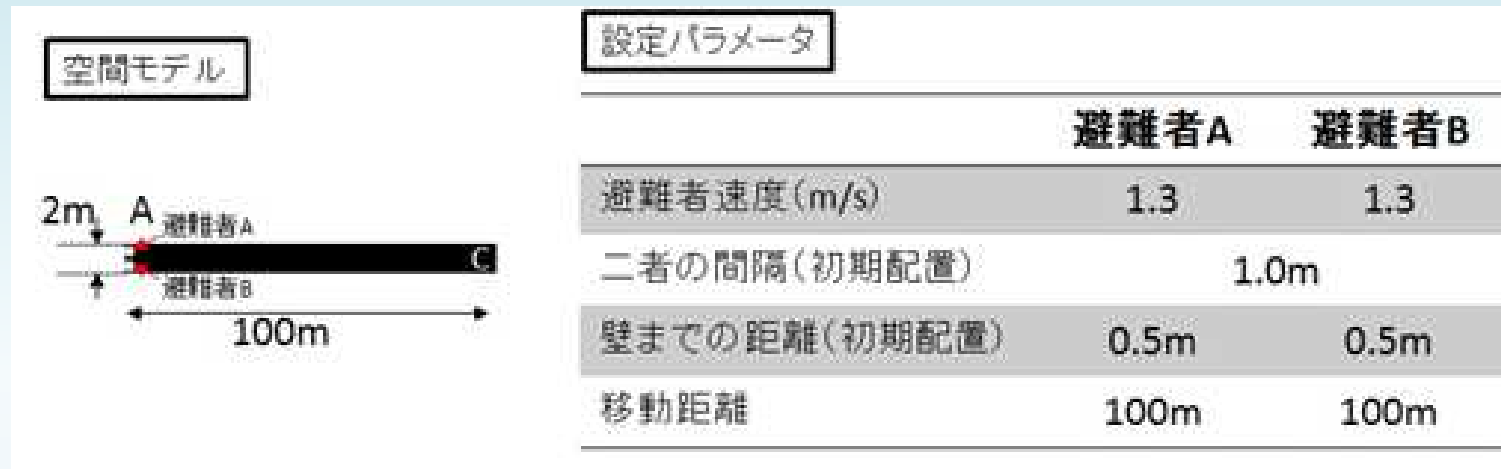 空間モデル
2m
A
避難者A
C
避難者B
100m
設定パラメータ
避難者A 避難者B
避難者速度(m/s) 1.3 1.3
二者の間隔(初期配置) 1.0m
壁までの距離(初期配置) 0.5m 0.5m
移動距離 100m 100m